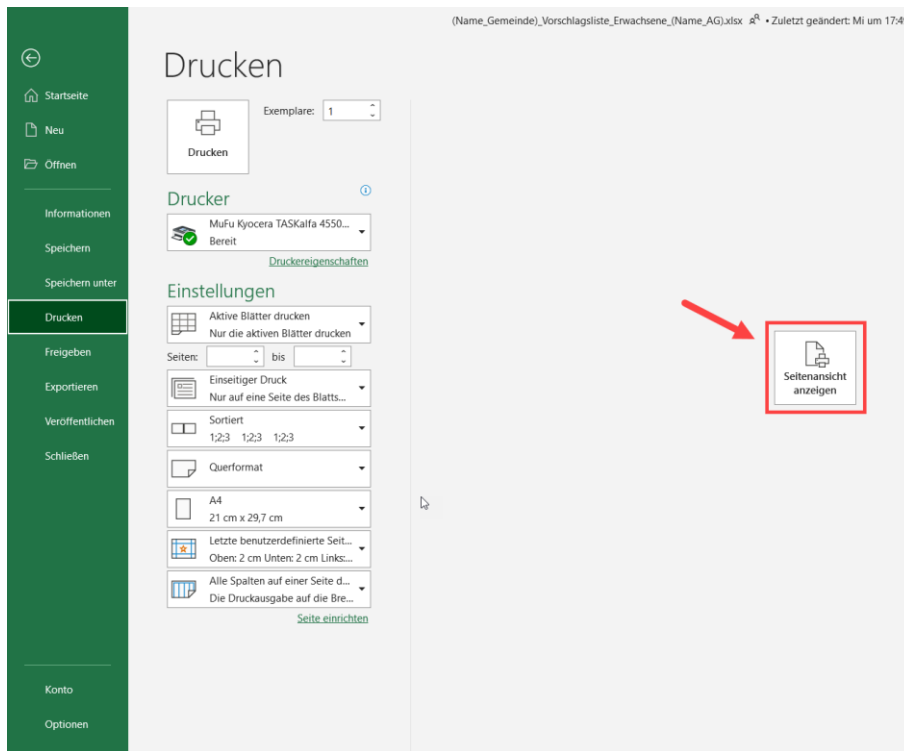 (Name_Gemeinde)_Vorschlagsliste_Erwachsene_(Name_AG).xlsx • Zuletzt geändert: Mi um 17:4
Startseite
Neu
Öffnen
Informationen
Speichern
Speichern unter
Drucken
Freigeben
Exportieren
Veröffentlichen
Schließen
Konto
Optionen
Drucken
Exemplare: 1
Drucken
Drucker
MuFu Kyocera TASKalfa 4550...
Bereit
Druckereigenschaften
Einstellungen
Aktive Blätter drucken
Nur die aktiven Blätter drucken
Seiten: bis
Einseitiger Druck
Nur auf eine Seite des Blatts...
Sortiert
1;2;3 1;2;3 1;2;3
Querformat
A4
21 cm x 29,7 cm
Letzte benutzerdefinierte Seit...
Oben: 2 cm Unten: 2 cm Links:...
Alle Spalten auf einer Seite d...
Die Druckausgabe auf die Bre...
Seite einrichten
Seitenansicht
anzeigen